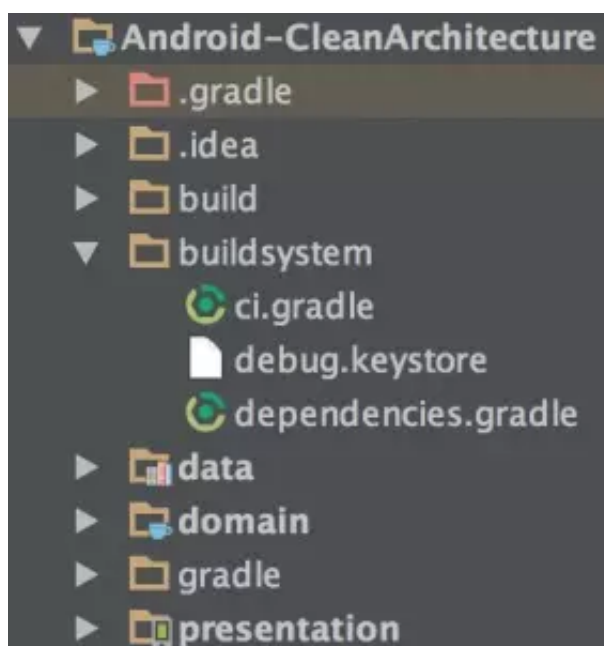 Android-CleanArchitecture
.gradle
.idea
build
buildsystem
ci.gradle
debug.keystore
dependencies.gradle
data
domain
gradle
presentation